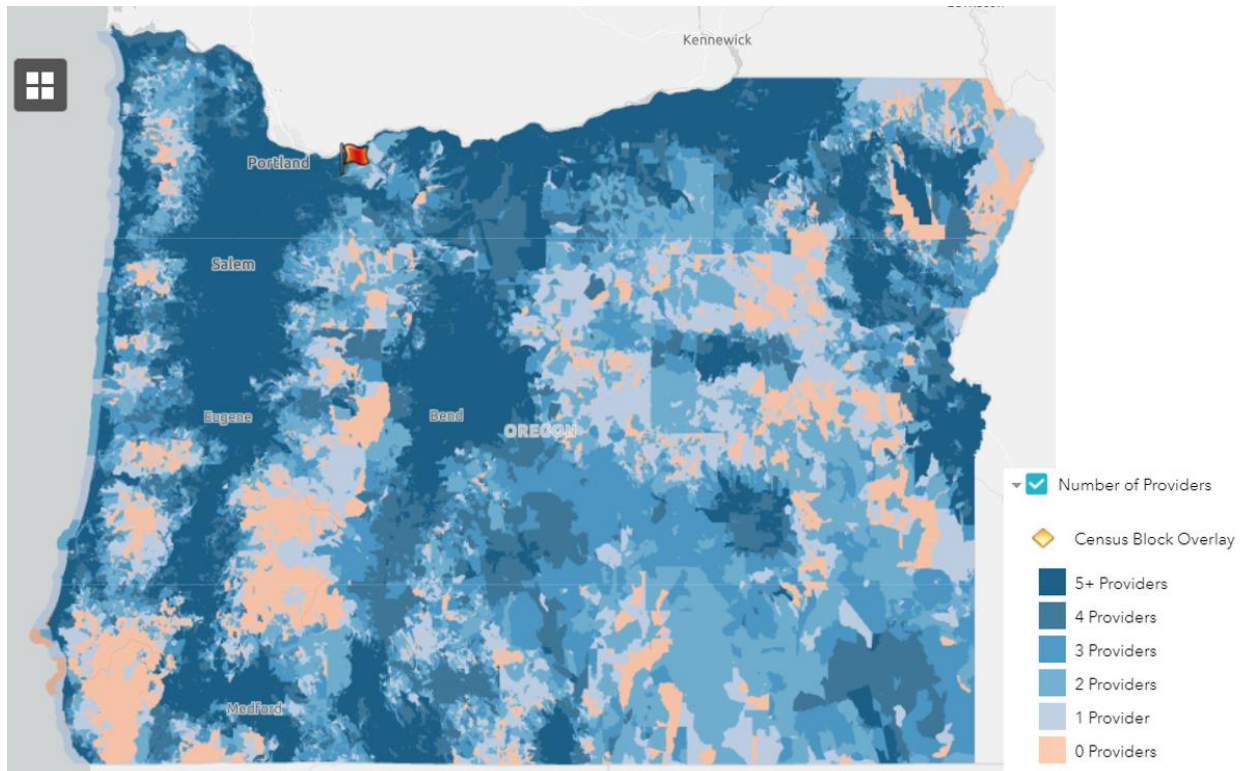 Kennewick
Portland
Salem
Eugene
Bend
OREGON
Medford
Number of Providers
Census Block Overlay
5+ Providers
4 Providers
3 Providers
2 Providers
1 Provider
0 Providers